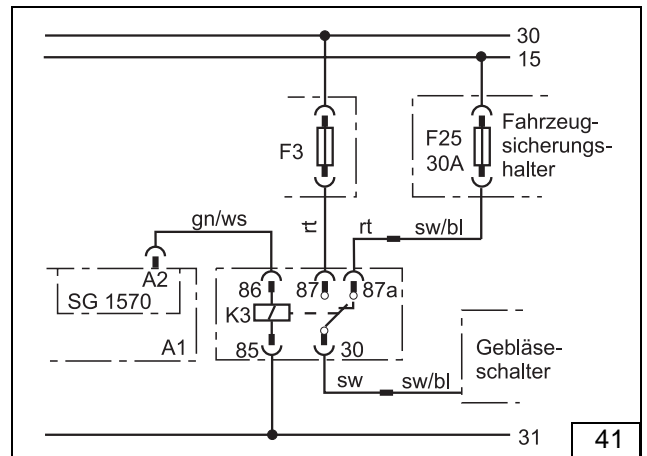 30
15
F3
F25
30A
Fahrzeug-
sicherungs-
halter
gn/ws
rt
rt
sw/bl
A2
SG 1570
A1
86
87
87a
K3
85
30
sw
sw/bl
Gebläse-
schalter
31
41